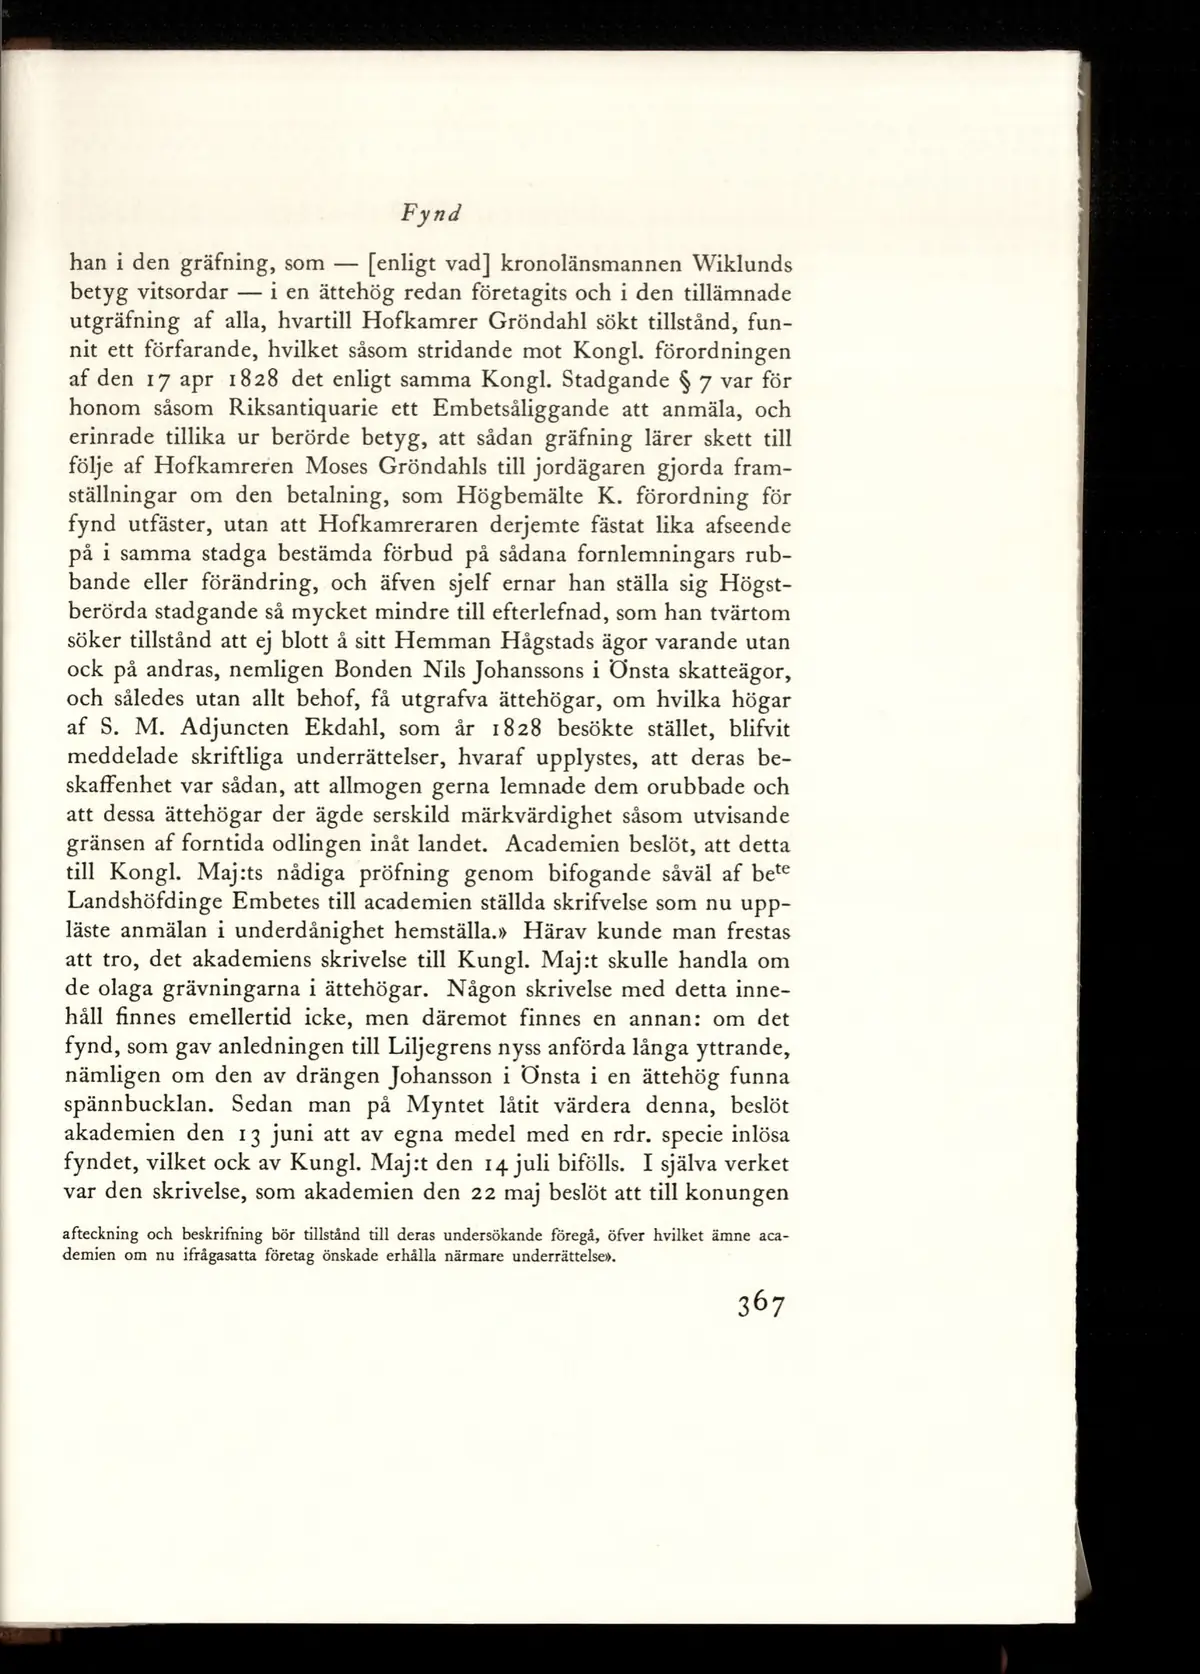 Fynd
han i den gräfning, som — [enligt vad] kronolänsmannen Wiklunds
betyg vitsordar — i en ättehög redan företagits och i den tillämnade
utgräfning af alla, hvartill Hofkamrer Gröndahl sökt tillstånd, fun-
nit ett förfarande, hvilket såsom stridande mot Kongl. förordningen
af den 17 apr 1828 det enligt samma Kongl. Stadgande § 7 var för
honom såsom Riksantiquarie ett Embetsåliggande att anmäla, och
erinrade tillika ur berörde betyg, att sådan gräfning lärer skett till
följe af Hofkamreren Moses Gröndahls till jordägaren gjorda fram-
ställningar om den betalning, som Högbemälte K. förordning för
fynd utfäster, utan att Hofkamreraren derjemte fästat lika afseende
på i samma stadga bestämda förbud på sådana fornlemningars rub-
bande eller förändring, och äfven sjelf ernar han ställa sig Högst-
berörda stadgande så mycket mindre till efterlefnad, som han tvärtom
söker tillstånd att ej blott å sitt Hemman Hågstads ägor varande utan
ock på andras, nemligen Bonden Nils Johanssons i Önsta skatteägor,
och således utan allt behof, få utgrafva ättehögar, om hvilka högar
af S. M. Adjuncten Ekdahl, som år 1828 besökte stället, blifvit
meddelade skriftliga underrättelser, hvaraf upplystes, att deras be-
skaffenhet var sådan, att allmogen gerna lemnade dem orubbade och
att dessa ättehögar der ägde serskild märkvärdighet såsom utvisande
gränsen af forntida odlingen inåt landet. Academien beslöt, att detta
till Kongl. Maj:ts nådiga pröfning genom bifogande såväl af beᵗᵉ
Landshöfdinge Embetes till academien ställda skrifvelse som nu upp-
läste anmälan i underdånighet hemställa.» Härav kunde man frestas
att tro, det akademiens skrivelse till Kungl. Maj:t skulle handla om
de olaga grävningarna i ättehögar. Någon skrivelse med detta inne-
håll finnes emellertid icke, men däremot finnes en annan: om det
fynd, som gav anledningen till Liljegrens nyss anförda långa yttrande,
nämligen om den av drängen Johansson i Önsta i en ättehög funna
spännbucklan. Sedan man på Myntet låtit värdera denna, beslöt
akademien den 13 juni att av egna medel med en rdr. specie inlösa
fyndet, vilket ock av Kungl. Maj:t den 14 juli bifölls. I själva verket
var den skrivelse, som akademien den 22 maj beslöt att till konungen
afteckning och beskrifning bör tillstånd till deras undersökande föregå, öfver hvilket ämne aca-
demien om nu ifrågasatta företag önskade erhålla närmare underrättelse».
367